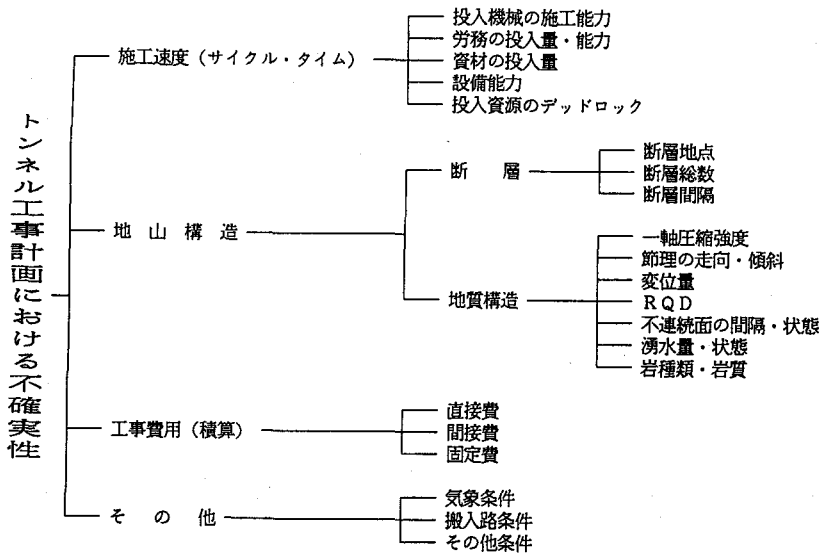 トンネル工事計画における不確実性
施工速度（サイクル・タイム）
投入機械の施工能力
労務の投入量・能力
資材の投入量
設備能力
投入資源のデッドロック
地山構造
断層
断層地点
断層総数
断層間隔
地質構造
一軸圧縮強度
節理の走向・傾斜
変位量
ＲＱＤ
不連続面の間隔・状態
湧水量・状態
岩種類・岩質
工事費用（積算）
直接費
間接費
固定費
その他
気象条件
搬入路条件
その他条件